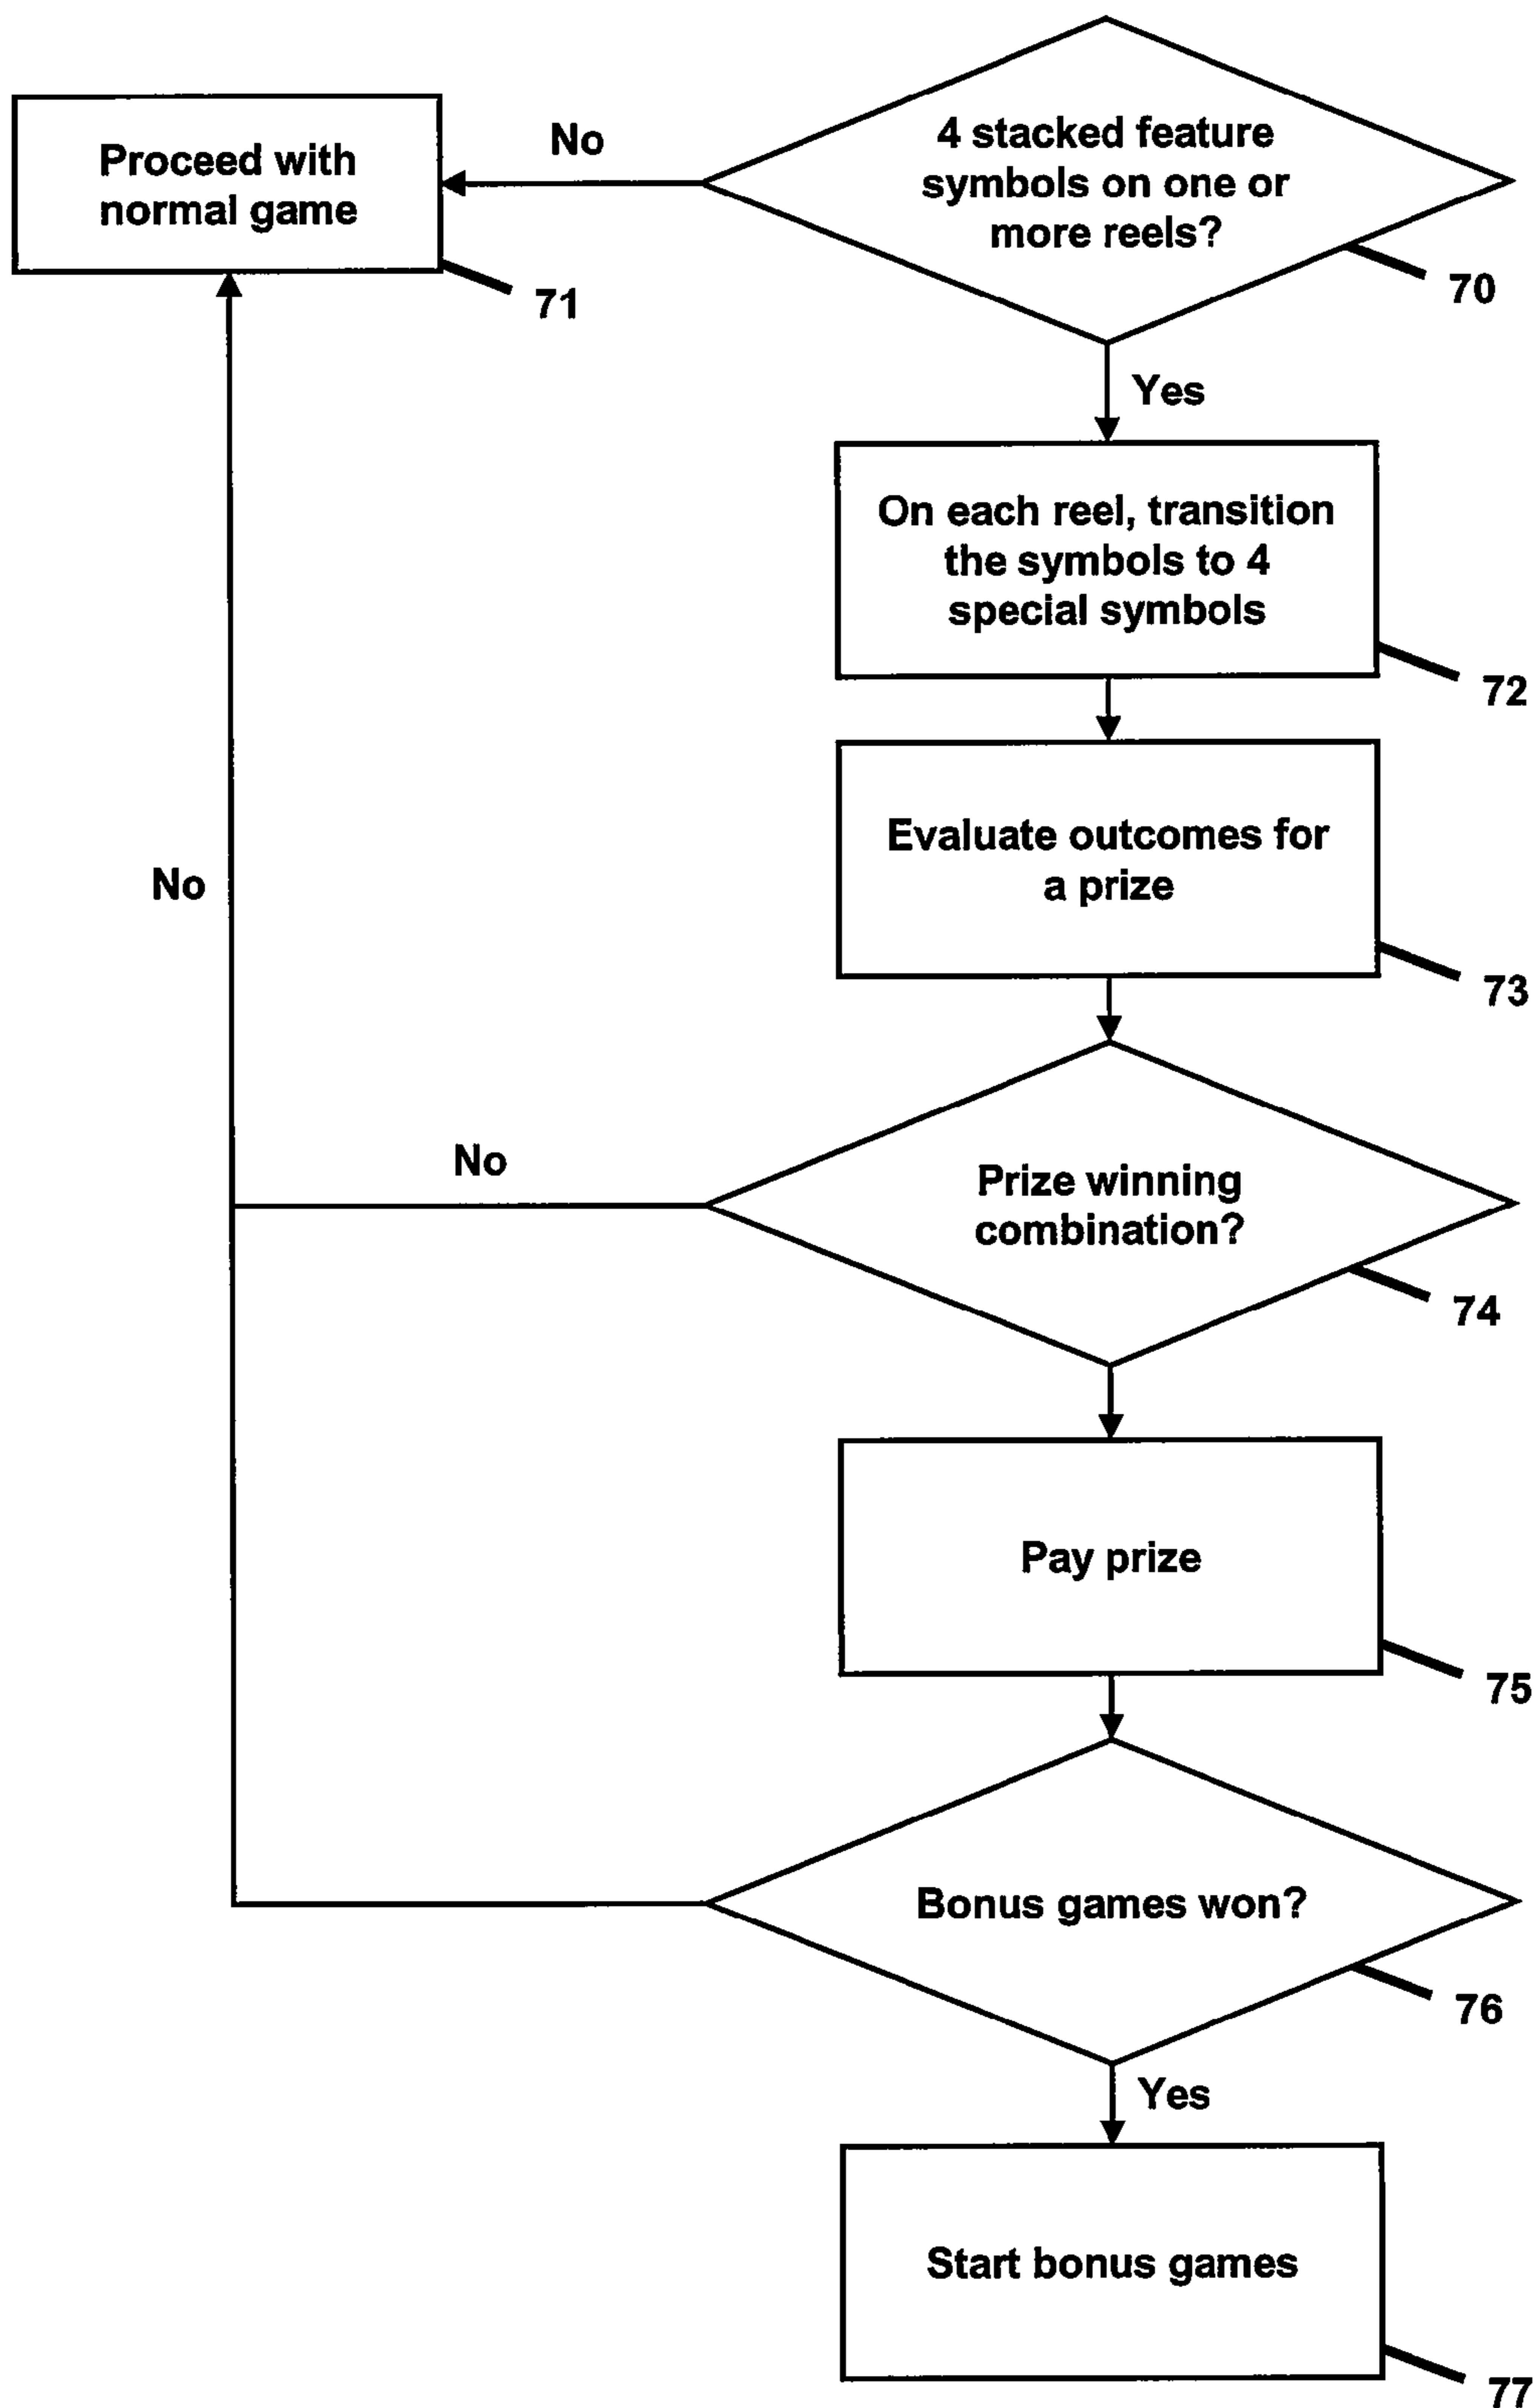 4 stacked feature
symbols on one or
more reels?
70
No
Proceed with
normal game
71
Yes
On each reel, transition
the symbols to 4
special symbols
72
Evaluate outcomes for
a prize
73
No
Prize winning
combination?
74
No
Pay prize
75
Bonus games won?
76
Yes
Start bonus games
77